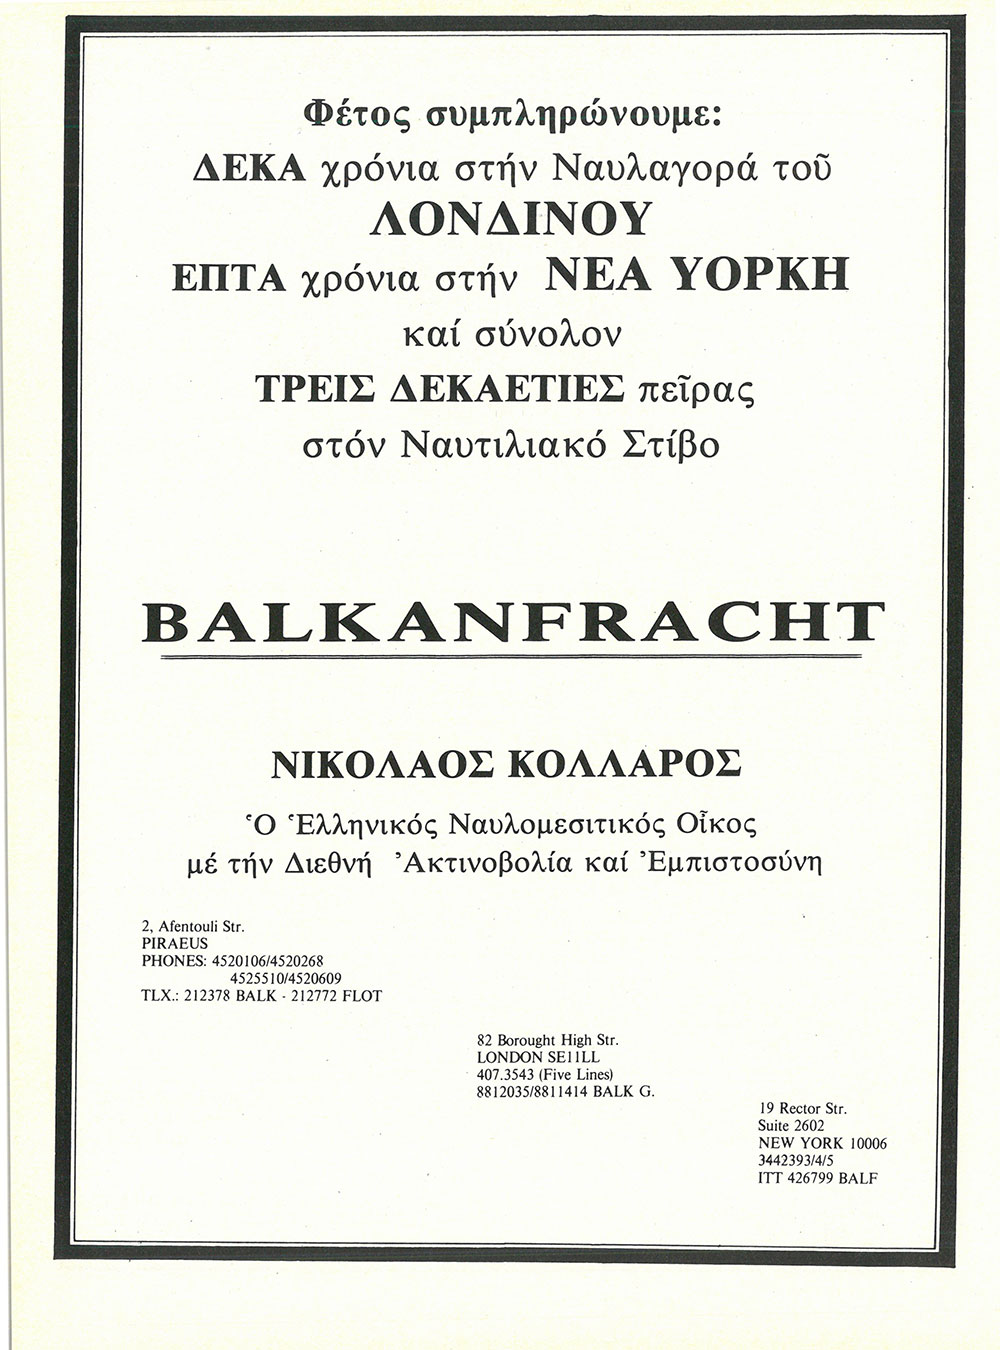 Φέτος συμπληρώνουμε:
ΔΕΚΑ χρόνια στήν Ναυλαγορά τοῦ
ΛΟΝΔΙΝΟΥ
ΕΠΤΑ χρόνια στήν ΝΕΑ ΥΟΡΚΗ
καί σύνολον
ΤΡΕΙΣ ΔΕΚΑΕΤΙΕΣ πεῖρας
στόν Ναυτιλιακό Στίβο
BALKANFRACHT
ΝΙΚΟΛΑΟΣ ΚΟΛΛΑΡΟΣ
Ὁ Ἑλληνικός Ναυλομεσιτικός Οἶκος
μέ τήν Διεθνή Ἀκτινοβολία καί Ἐμπιστοσύνη
2, Afentouli Str.
PIRAEUS
PHONES: 4520106/4520268
4525510/4520609
TLX.: 212378 BALK - 212772 FLOT
82 Borought High Str.
LONDON SE11LL
407.3543 (Five Lines)
8812035/8811414 BALK G.
19 Rector Str.
Suite 2602
NEW YORK 10006
3442393/4/5
ITT 426799 BALF